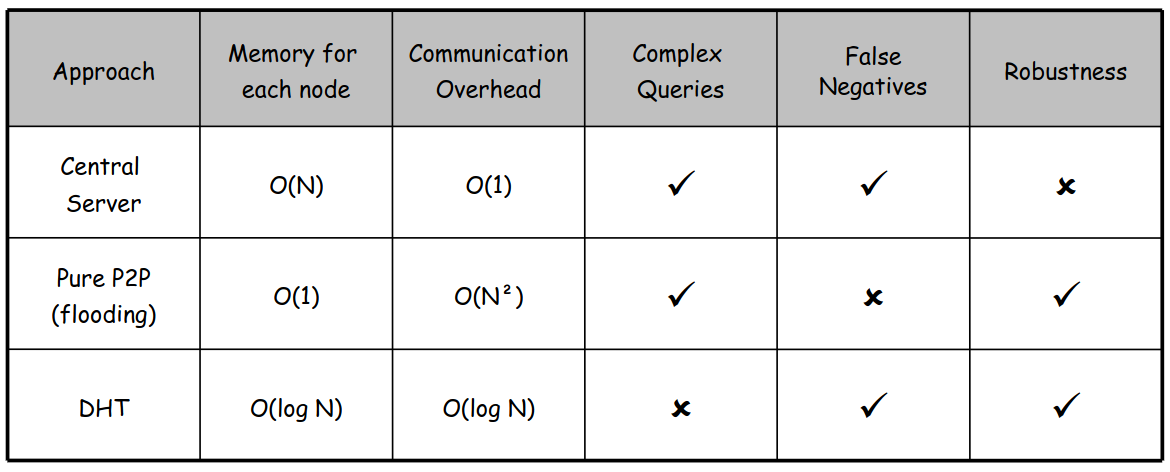 Approach
Memory for
each node
Communication
Overhead
Complex
Queries
False
Negatives
Robustness
Central
Server
O(N)
O(1)
✓
✓
✘
Pure P2P
(flooding)
O(1)
O(N²)
✓
✘
✓
DHT
O(log N)
O(log N)
✘
✓
✓